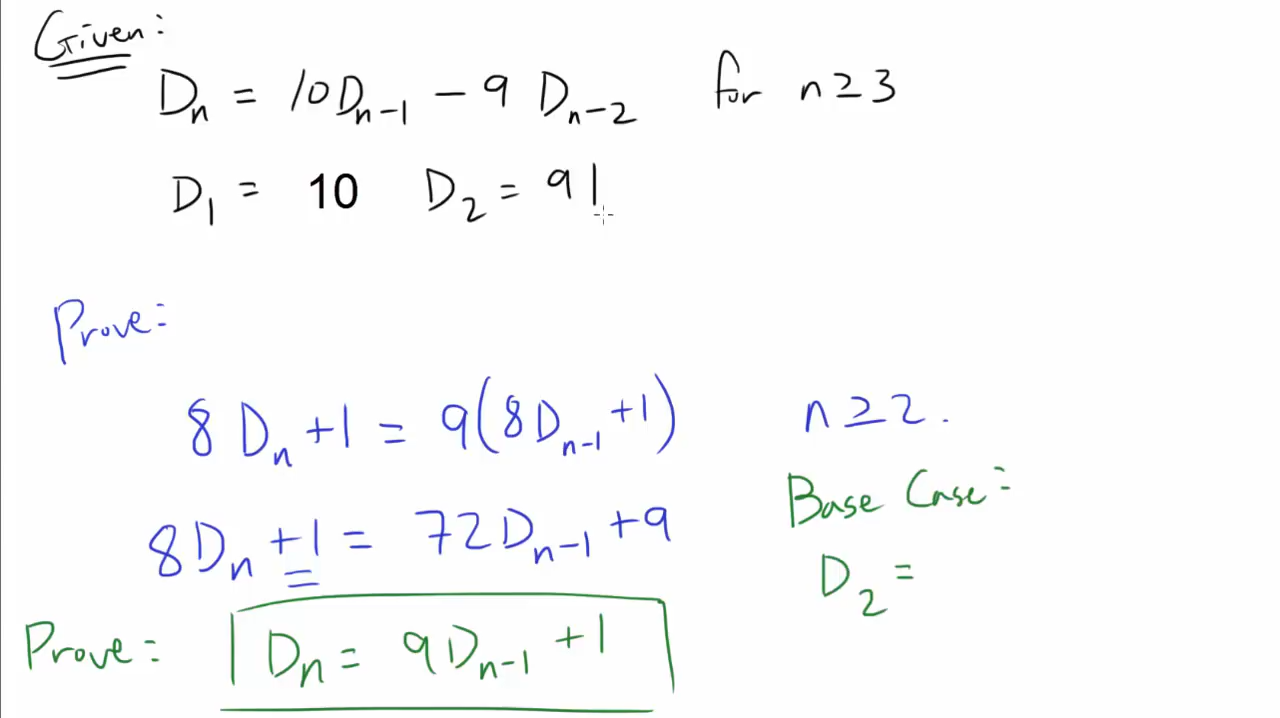 Given:
Dn = 10Dn-1 - 9 Dn-2 for n ≥ 3
D1 = 10 D2 = 91
Prove:
8 Dn +1 = 9(8Dn-1 +1) n ≥ 2.
Base Case:
8Dn +1 = 72Dn-1 +9
D2 =
Prove: Dn = 9Dn-1 +1